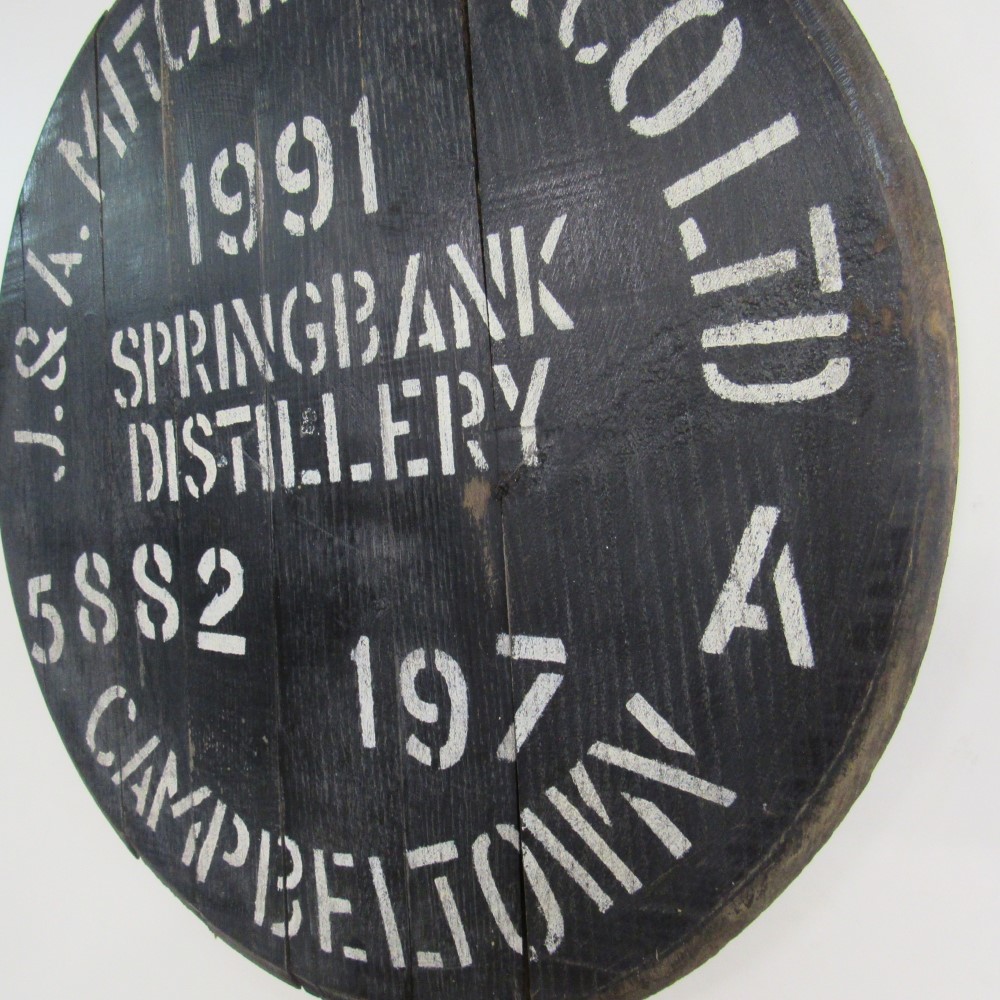 J. & A. MITCH
CO LTD
1991
SPRINGBANK
DISTILLERY
5882
197
A
CAMPBELTOWN